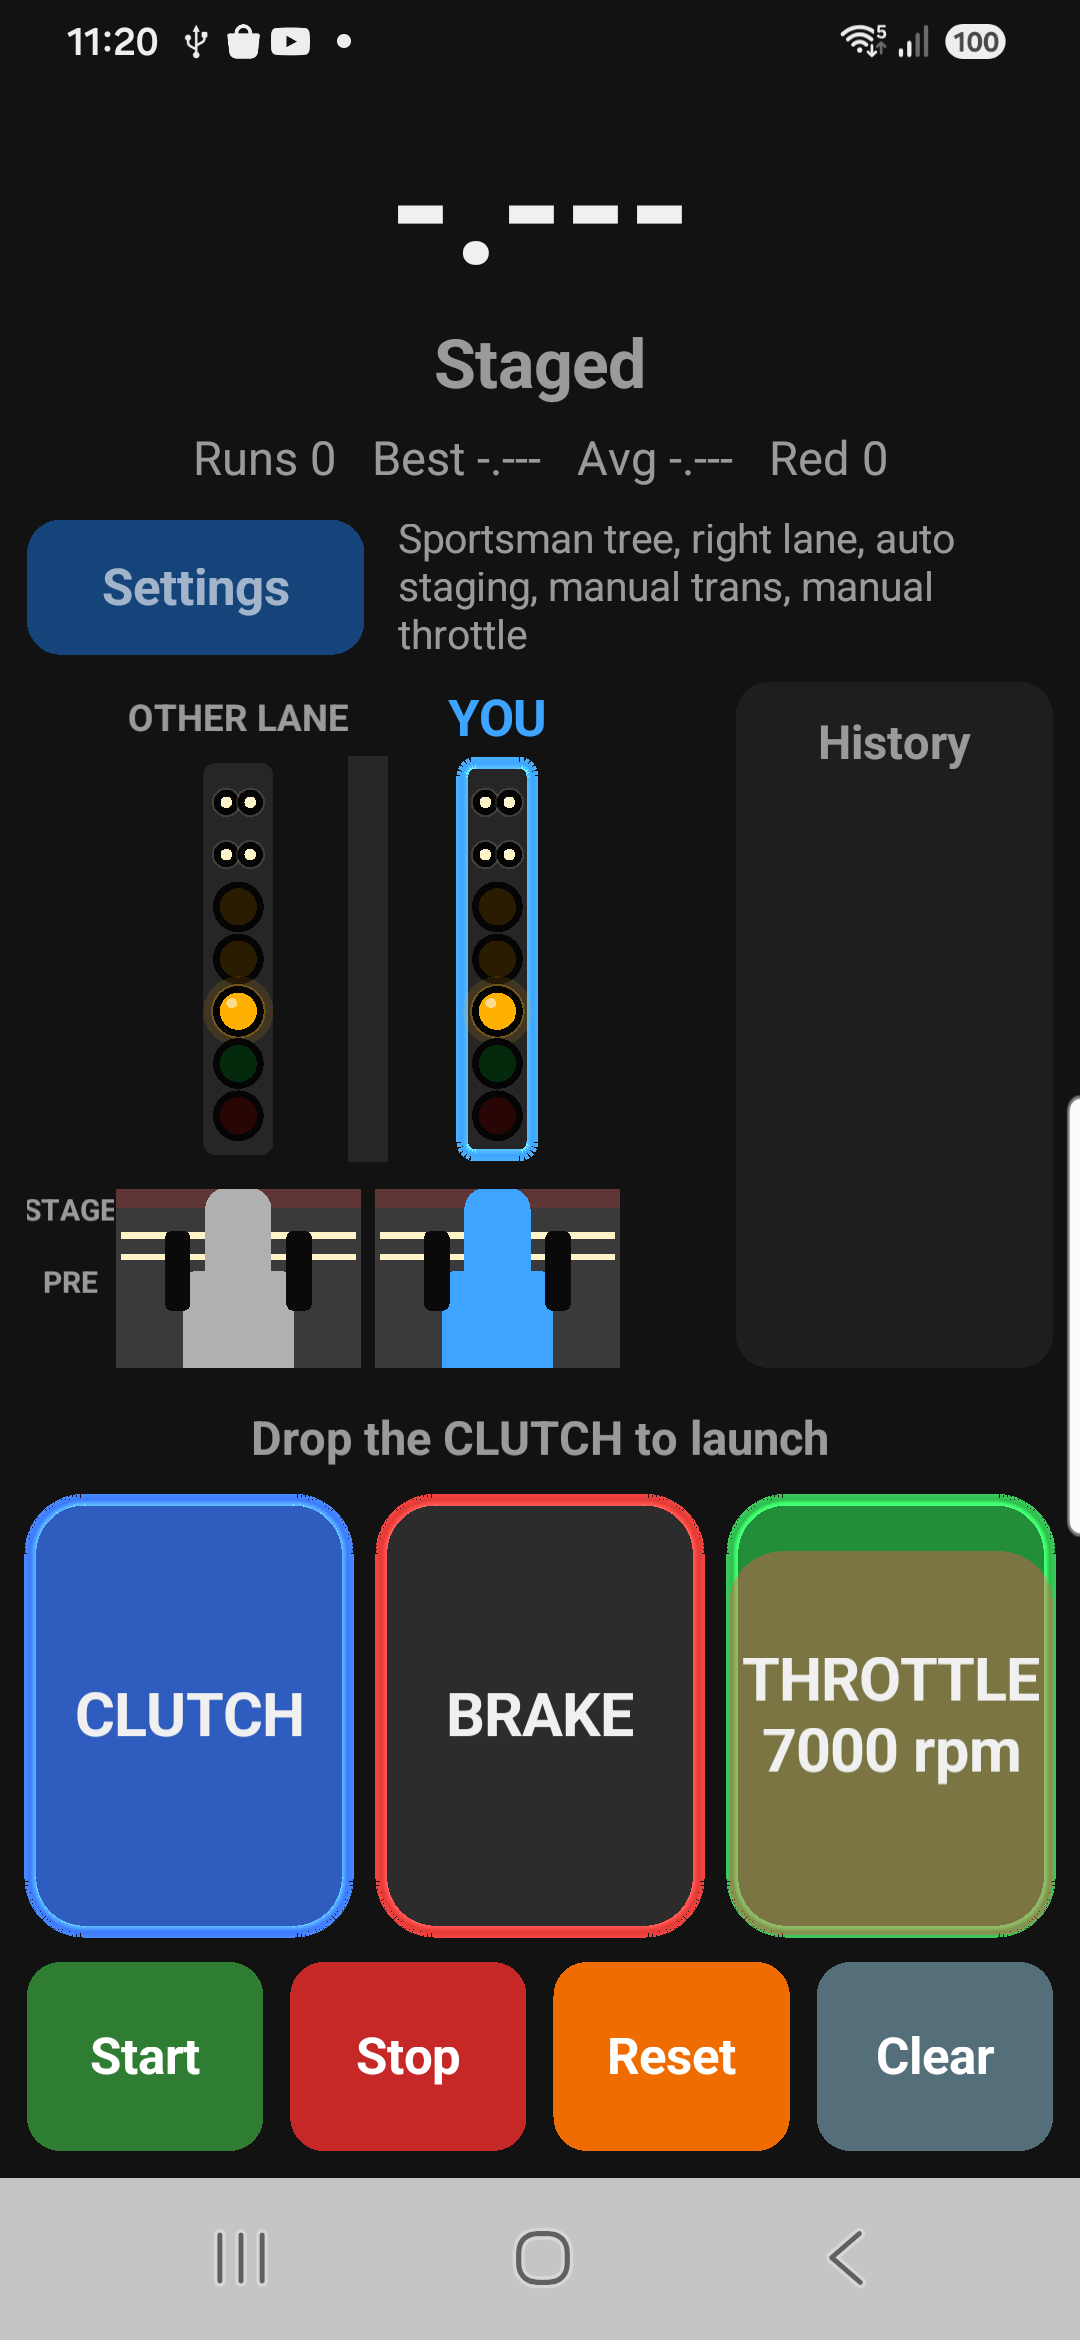 11:20
5
100
-.---
Staged
Runs 0 Best -.--- Avg -.--- Red 0
Settings
Sportsman tree, right lane, auto
staging, manual trans, manual
throttle
OTHER LANE
YOU
History
STAGE
PRE
Drop the CLUTCH to launch
CLUTCH
BRAKE
THROTTLE
7000 rpm
Start
Stop
Reset
Clear